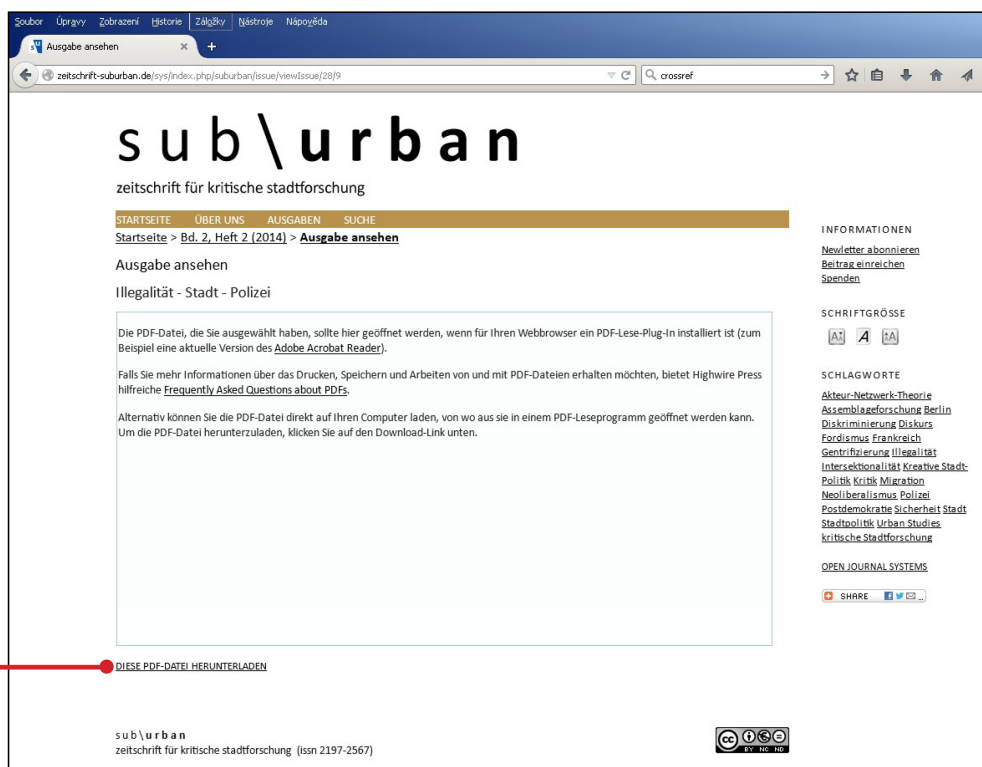 Soubor Úpravy Zobrazení Historie Záložky Nástroje Nápověda
Ausgabe ansehen × +
zeitschrift-suburban.de/sys/index.php/suburban/issue/viewIssue/28/9
crossref
sub\urban
zeitschrift für kritische stadtforschung
STARTSEITE ÜBER UNS AUSGABEN SUCHE
Startseite > Bd. 2, Heft 2 (2014) > Ausgabe ansehen
Ausgabe ansehen
Illegalität - Stadt - Polizei
Die PDF-Datei, die Sie ausgewählt haben, sollte hier geöffnet werden, wenn für Ihren Webbrowser ein PDF-Lese-Plug-In installiert ist (zum
Beispiel eine aktuelle Version des Adobe Acrobat Reader).
Falls Sie mehr Informationen über das Drucken, Speichern und Arbeiten von und mit PDF-Dateien erhalten möchten, bietet Highwire Press
hilfreiche Frequently Asked Questions about PDFs.
Alternativ können Sie die PDF-Datei direkt auf Ihren Computer laden, von wo aus sie in einem PDF-Leseprogramm geöffnet werden kann.
Um die PDF-Datei herunterzuladen, klicken Sie auf den Download-Link unten.
DIESE PDF-DATEI HERUNTERLADEN
INFORMATIONEN
Newletter abonnieren
Beitrag einreichen
Spenden
SCHRIFTGRÖSSE
A A A
SCHLAGWORTE
Akteur-Netzwerk-Theorie
Assemblageforschung Berlin
Diskriminierung Diskurs
Fordismus Frankreich
Gentrifizierung Illegalität
Intersektionalität Kreative Stadt-
Politik Kritik Migration
Neoliberalismus Polizei
Postdemokratie Sicherheit Stadt
Stadtpolitik Urban Studies
kritische Stadtforschung
OPEN JOURNAL SYSTEMS
SHARE ...
sub\urban
zeitschrift für kritische stadtforschung (issn 2197-2567)
cc
BY NC ND